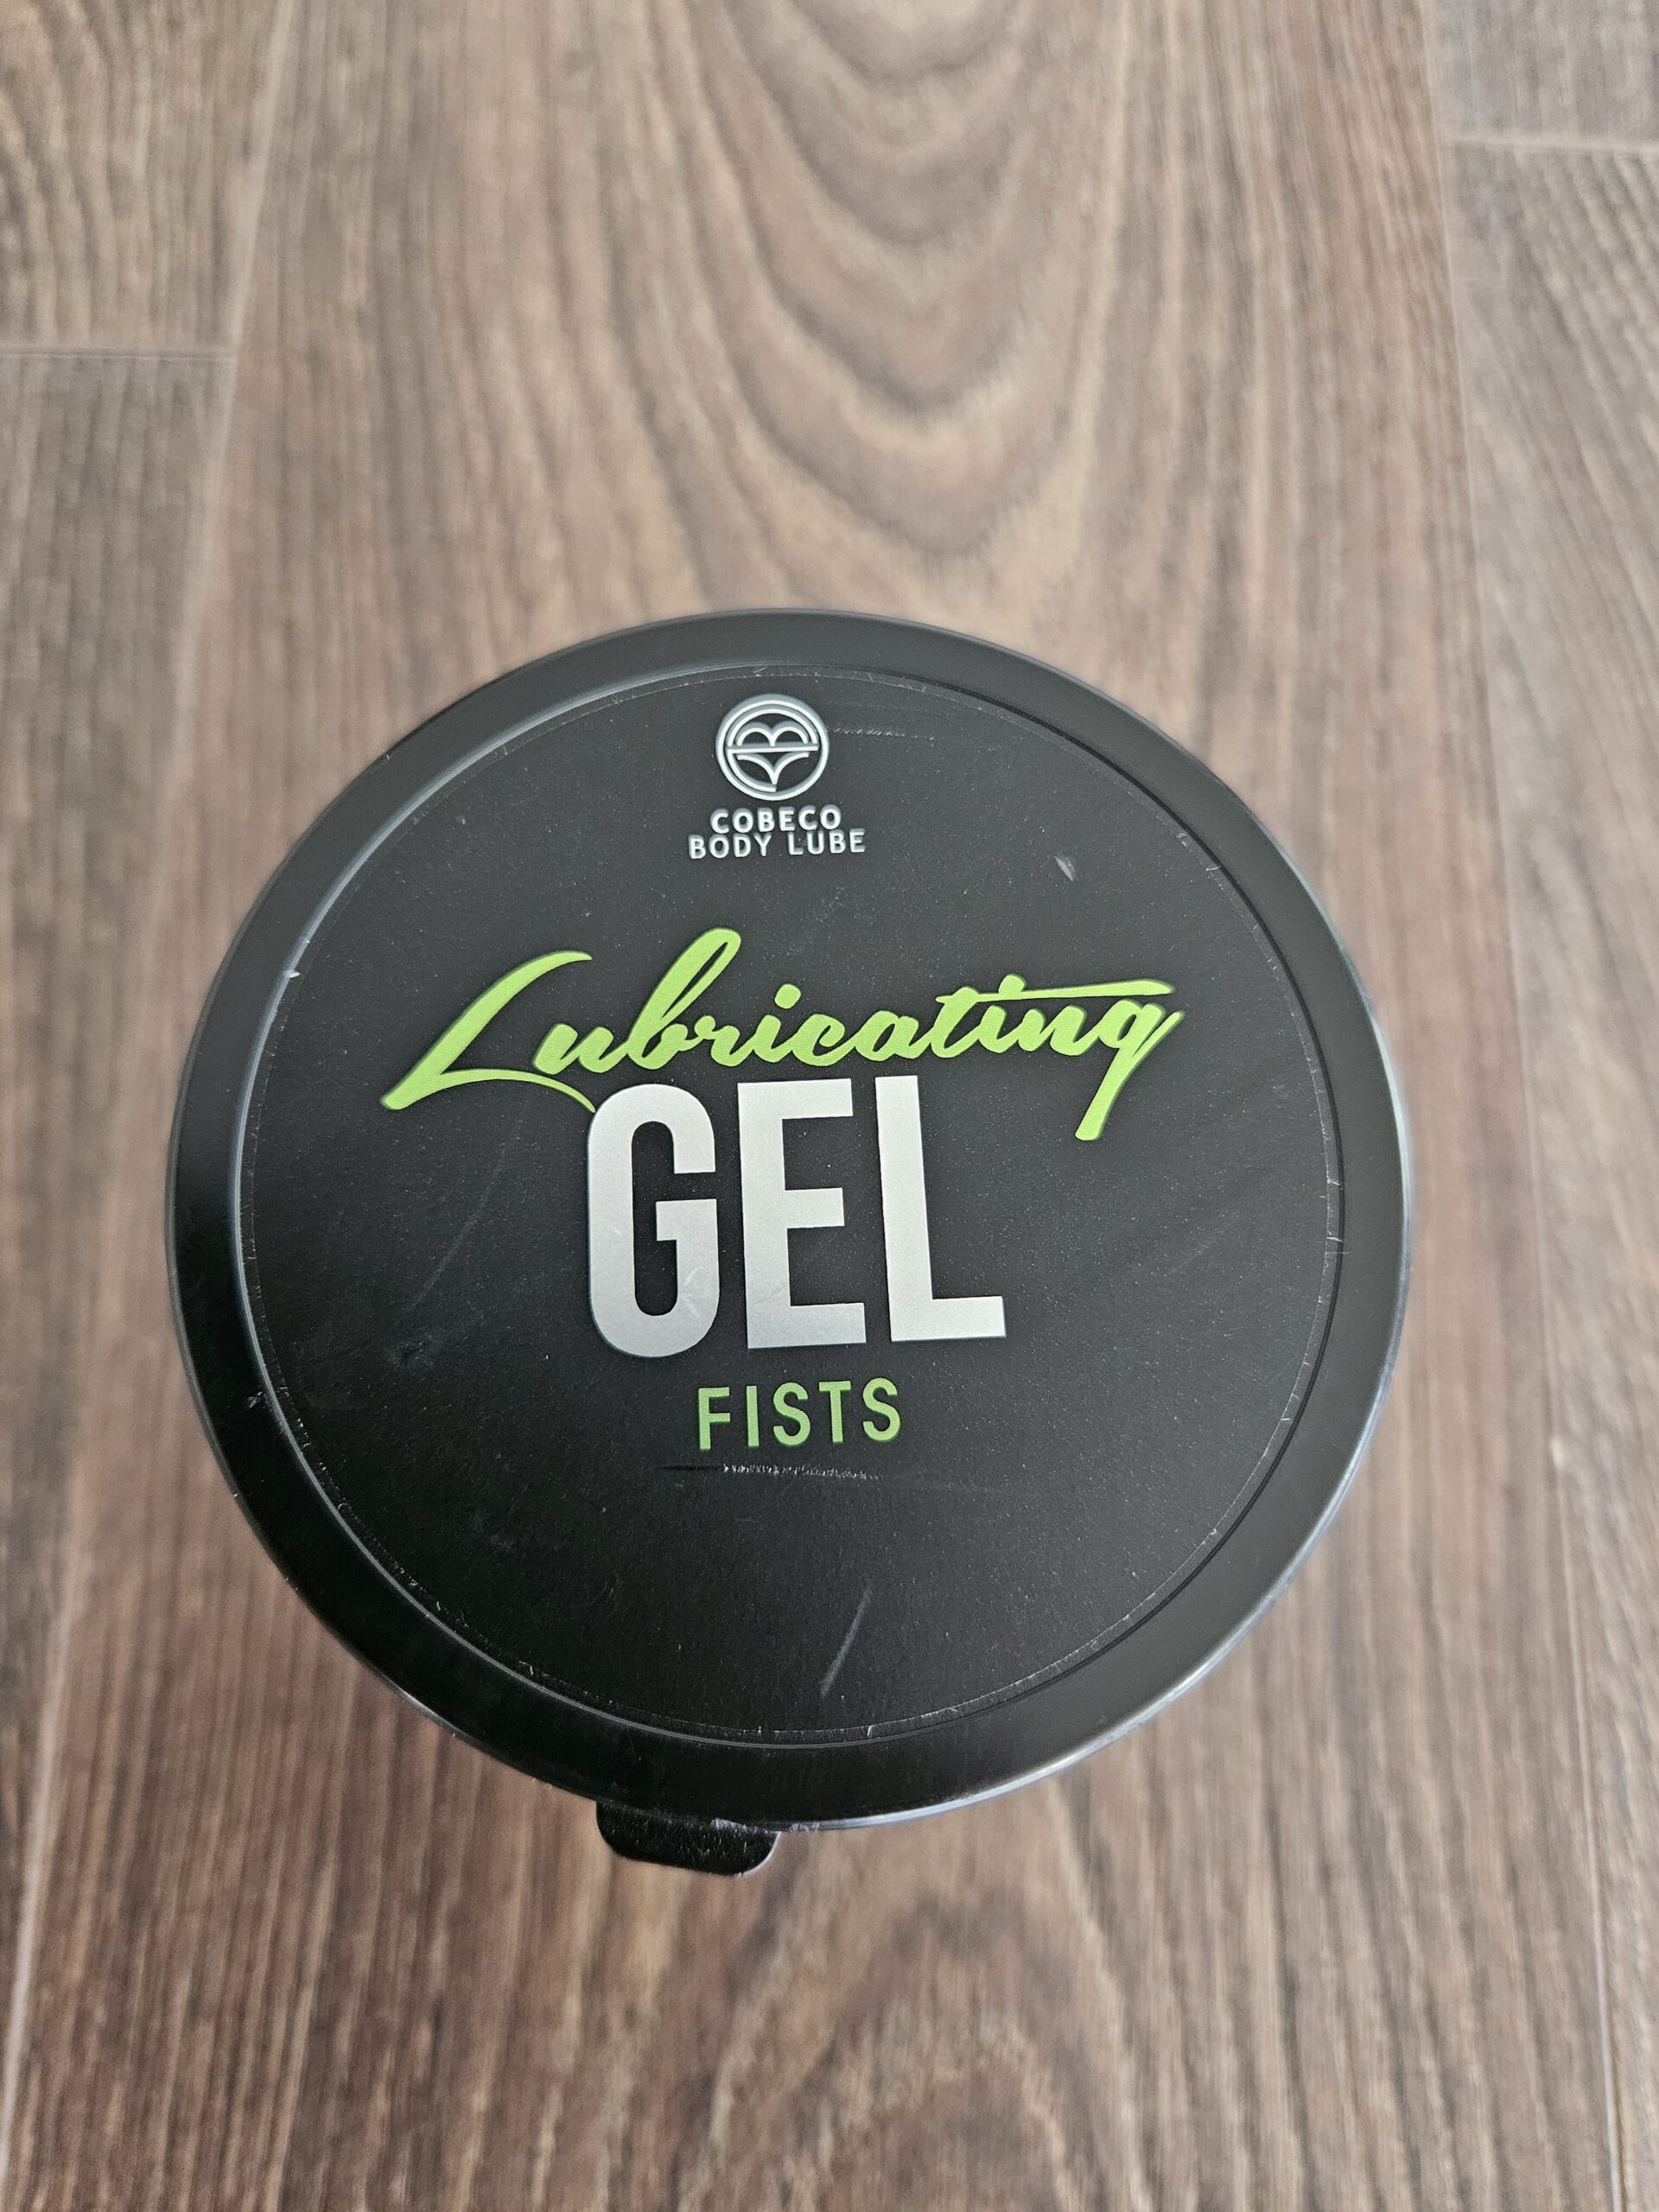 COBECO
BODY LUBE
Lubricating
GEL
FISTS